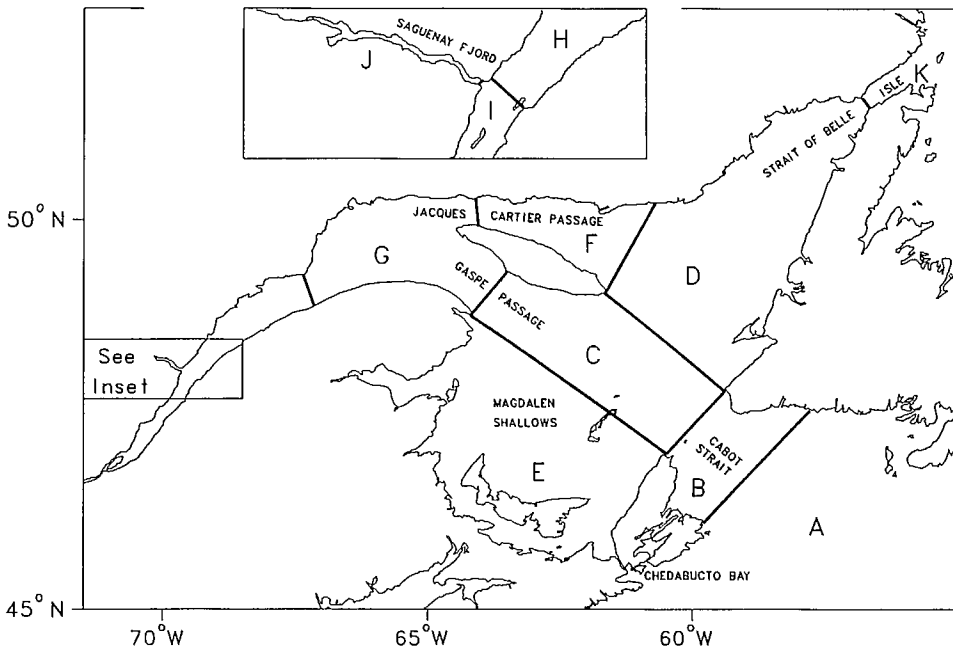 SAGUENAY FJORD
H
J
I
K
ISLE
STRAIT OF BELLE
50° N
JACQUES
CARTIER PASSAGE
F
G
GASPE
PASSAGE
D
See
Inset
C
MAGDALEN
SHALLOWS
CABOT
STRAIT
E
B
A
CHEDABUCTO BAY
45° N
70°W
65°W
60°W